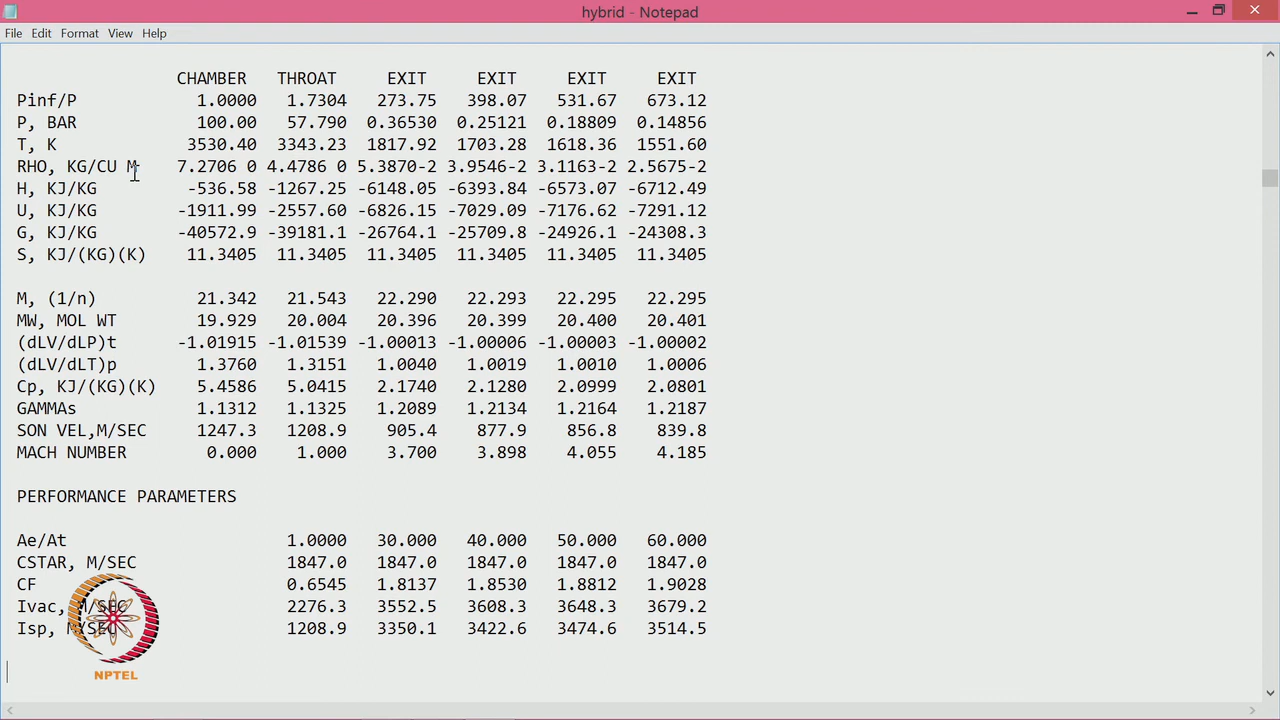 hybrid - Notepad
File Edit Format View Help
CHAMBER THROAT EXIT EXIT EXIT EXIT
Pinf/P 1.0000 1.7304 273.75 398.07 531.67 673.12
P, BAR 100.00 57.790 0.36530 0.25121 0.18809 0.14856
T, K 3530.40 3343.23 1817.92 1703.28 1618.36 1551.60
RHO, KG/CU M 7.2706 0 4.4786 0 5.3870-2 3.9546-2 3.1163-2 2.5675-2
H, KJ/KG -536.58 -1267.25 -6148.05 -6393.84 -6573.07 -6712.49
U, KJ/KG -1911.99 -2557.60 -6826.15 -7029.09 -7176.62 -7291.12
G, KJ/KG -40572.9 -39181.1 -26764.1 -25709.8 -24926.1 -24308.3
S, KJ/(KG)(K) 11.3405 11.3405 11.3405 11.3405 11.3405 11.3405
M, (1/n) 21.342 21.543 22.290 22.293 22.295 22.295
MW, MOL WT 19.929 20.004 20.396 20.399 20.400 20.401
(dLV/dLP)t -1.01915 -1.01539 -1.00013 -1.00006 -1.00003 -1.00002
(dLV/dLT)p 1.3760 1.3151 1.0040 1.0019 1.0010 1.0006
Cp, KJ/(KG)(K) 5.4586 5.0415 2.1740 2.1280 2.0999 2.0801
GAMMAs 1.1312 1.1325 1.2089 1.2134 1.2164 1.2187
SON VEL,M/SEC 1247.3 1208.9 905.4 877.9 856.8 839.8
MACH NUMBER 0.000 1.000 3.700 3.898 4.055 4.185
PERFORMANCE PARAMETERS
Ae/At 1.0000 30.000 40.000 50.000 60.000
CSTAR, M/SEC 1847.0 1847.0 1847.0 1847.0 1847.0
CF 0.6545 1.8137 1.8530 1.8812 1.9028
Ivac, M/SEC 2276.3 3552.5 3608.3 3648.3 3679.2
Isp, M/SEC 1208.9 3350.1 3422.6 3474.6 3514.5
NPTEL